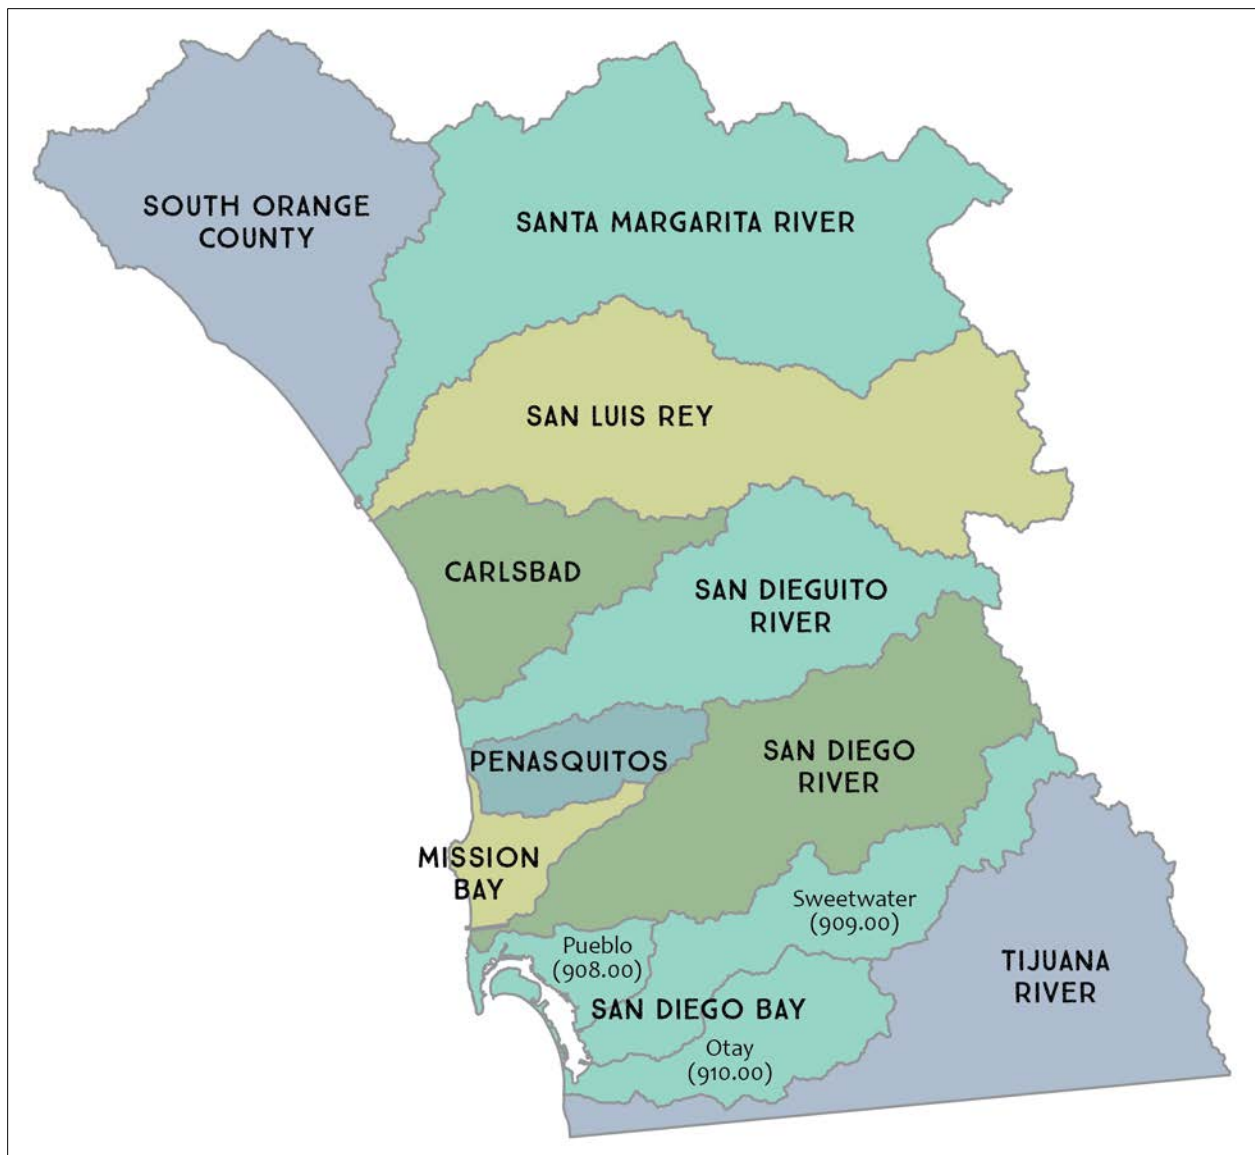 SOUTH ORANGE
COUNTY
SANTA MARGARITA RIVER
SAN LUIS REY
CARLSBAD
SAN DIEGUITO
RIVER
PENASQUITOS
SAN DIEGO
RIVER
MISSION
BAY
Sweetwater
(909.00)
Pueblo
(908.00)
TIJUANA
RIVER
SAN DIEGO BAY
Otay
(910.00)